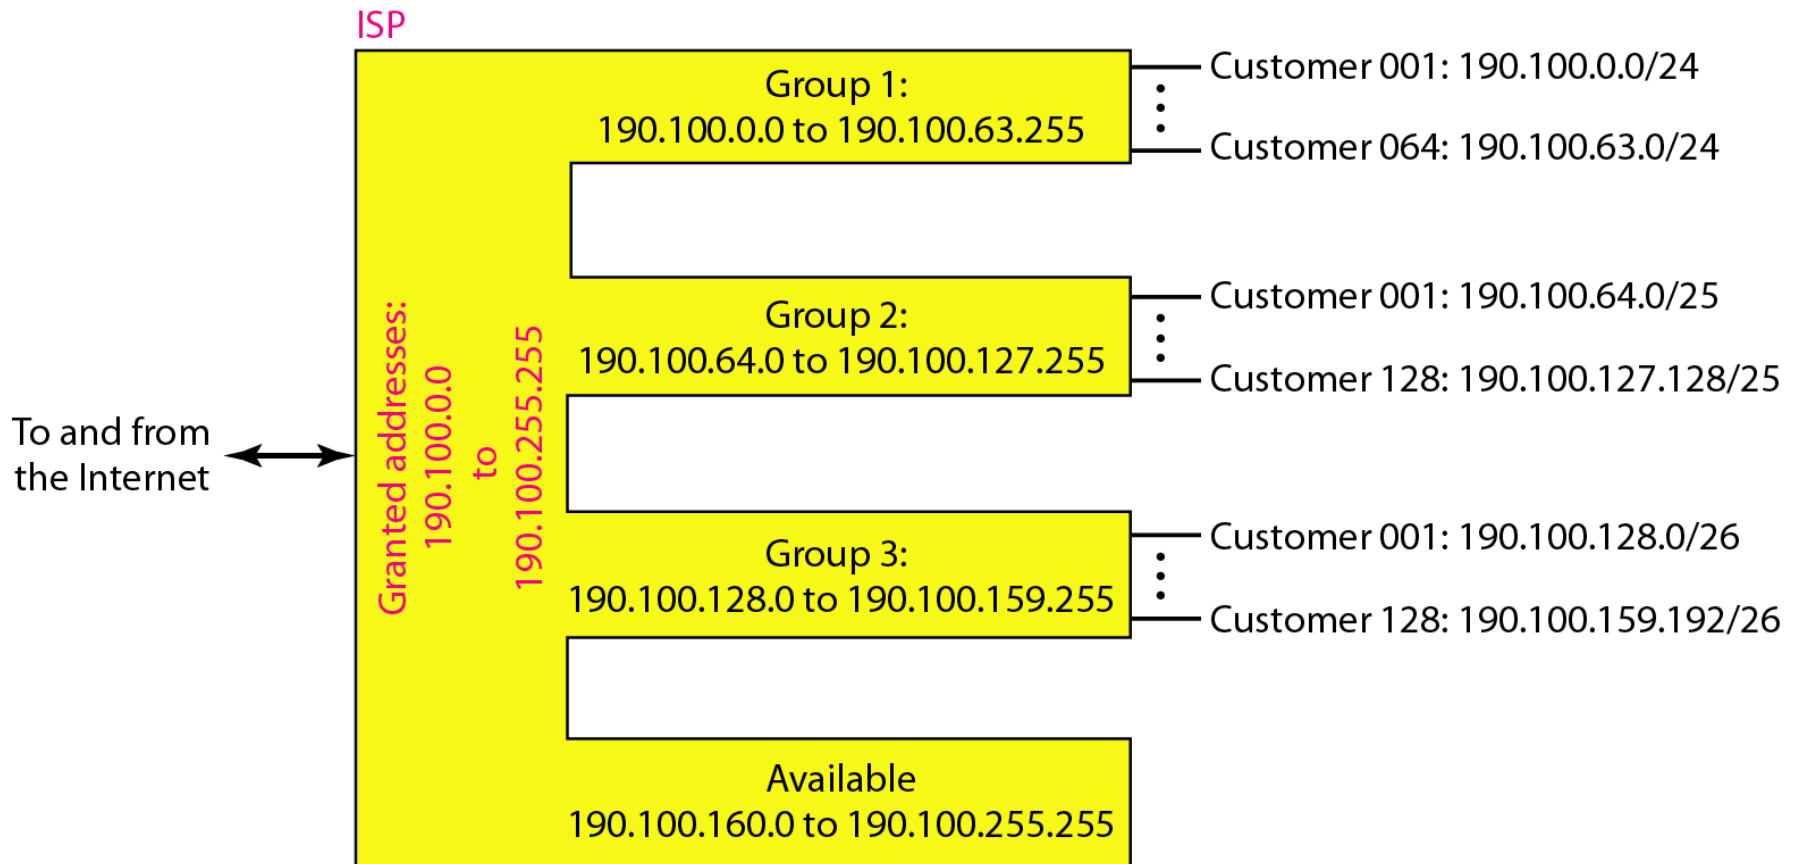 ISP
Group 1:
190.100.0.0 to 190.100.63.255
Customer 001: 190.100.0.0/24
Customer 064: 190.100.63.0/24
Group 2:
190.100.64.0 to 190.100.127.255
Customer 001: 190.100.64.0/25
Customer 128: 190.100.127.128/25
To and from
the Internet
Granted addresses:
190.100.0.0
to
190.100.255.255
Group 3:
190.100.128.0 to 190.100.159.255
Customer 001: 190.100.128.0/26
Customer 128: 190.100.159.192/26
Available
190.100.160.0 to 190.100.255.255